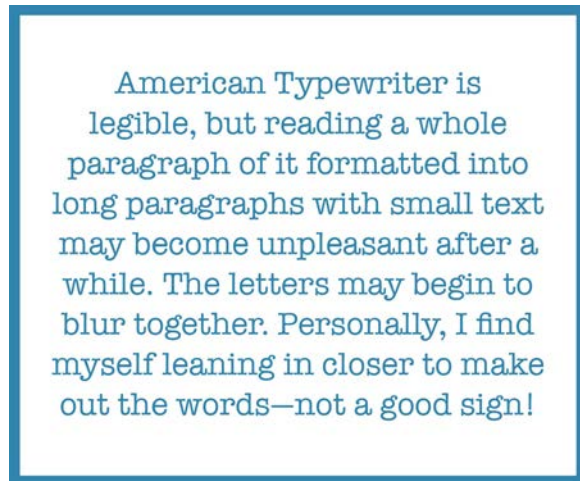 American Typewriter is
legible, but reading a whole
paragraph of it formatted into
long paragraphs with small text
may become unpleasant after a
while. The letters may begin to
blur together. Personally, I find
myself leaning in closer to make
out the words—not a good sign!